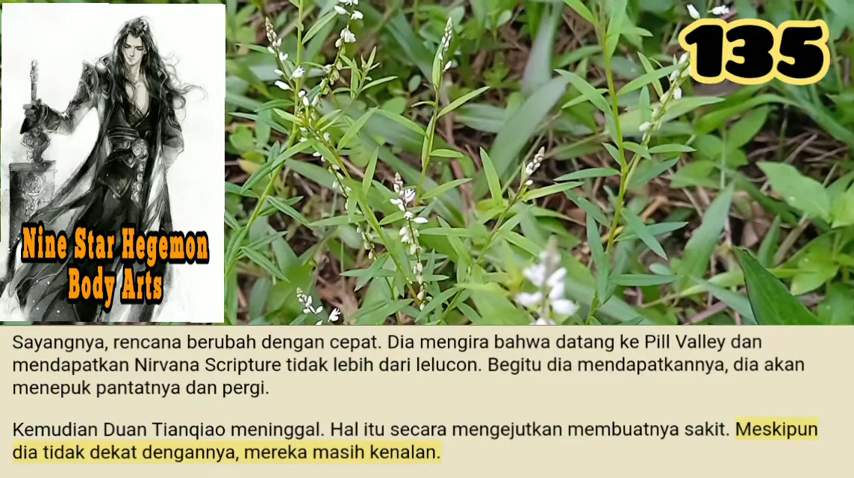 135
Nine Star Hegemon
Body Arts
Sayangnya, rencana berubah dengan cepat. Dia mengira bahwa datang ke Pill Valley dan
mendapatkan Nirvana Scripture tidak lebih dari lelucon. Begitu dia mendapatkannya, dia akan
menepuk pantatnya dan pergi.
Kemudian Duan Tianqiao meninggal. Hal itu secara mengejutkan membuatnya sakit. Meskipun
dia tidak dekat dengannya, mereka masih kenalan.